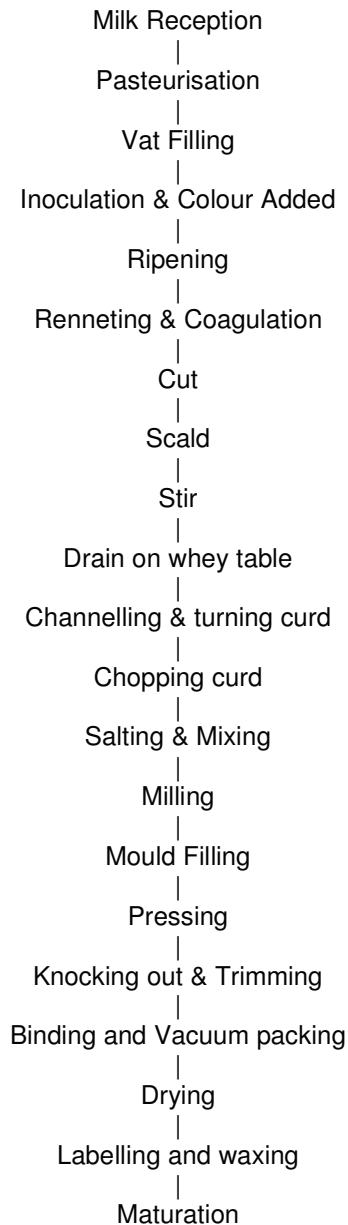 Milk Reception
Pasteurisation
Vat Filling
Inoculation & Colour Added
Ripening
Renneting & Coagulation
Cut
Scald
Stir
Drain on whey table
Channelling & turning curd
Chopping curd
Salting & Mixing
Milling
Mould Filling
Pressing
Knocking out & Trimming
Binding and Vacuum packing
Drying
Labelling and waxing
Maturation